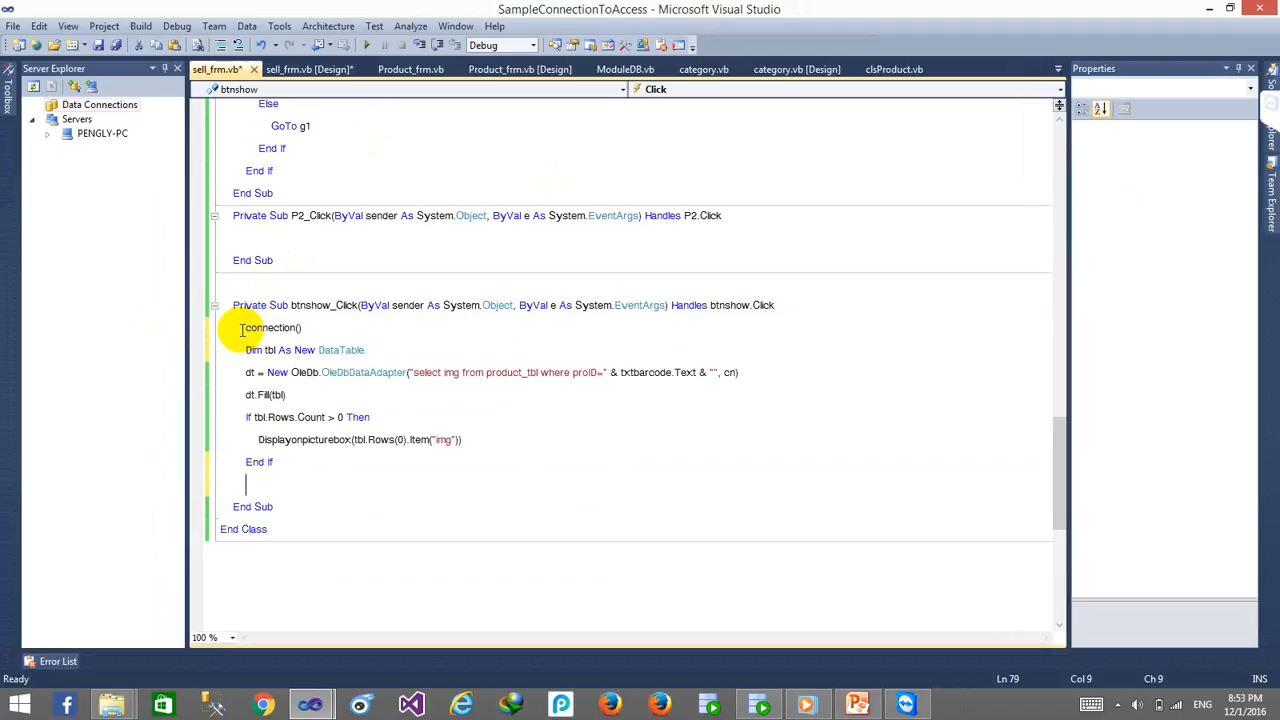 SampleConnectionToAccess - Microsoft Visual Studio
File Edit View Project Build Debug Team Data Tools Architecture Test Analyze Window Help
Debug
Server Explorer
sell_frm.vb* sell_frm.vb [Design]* Product_frm.vb Product_frm.vb [Design] ModuleDB.vb category.vb category.vb [Design] clsProduct.vb
Properties
Toolbox
Data Connections
Servers
PENGLY-PC
btnshow Click
Else
GoTo g1
End If
End If
End Sub
Private Sub P2_Click(ByVal sender As System.Object, ByVal e As System.EventArgs) Handles P2.Click
End Sub
Private Sub btnshow_Click(ByVal sender As System.Object, ByVal e As System.EventArgs) Handles btnshow.Click
connection()
Dim tbl As New DataTable
dt = New OleDb.OleDbDataAdapter("select img from product_tbl where proID=" & txtbarcode.Text & "", cn)
dt.Fill(tbl)
If tbl.Rows.Count > 0 Then
Displayonpicturebox(tbl.Rows(0).Item("img"))
End If
End Sub
End Class
100 %
Team Explorer
Error List
Ready Ln 79 Col 9 Ch 9 INS
8:53 PM
12/1/2016